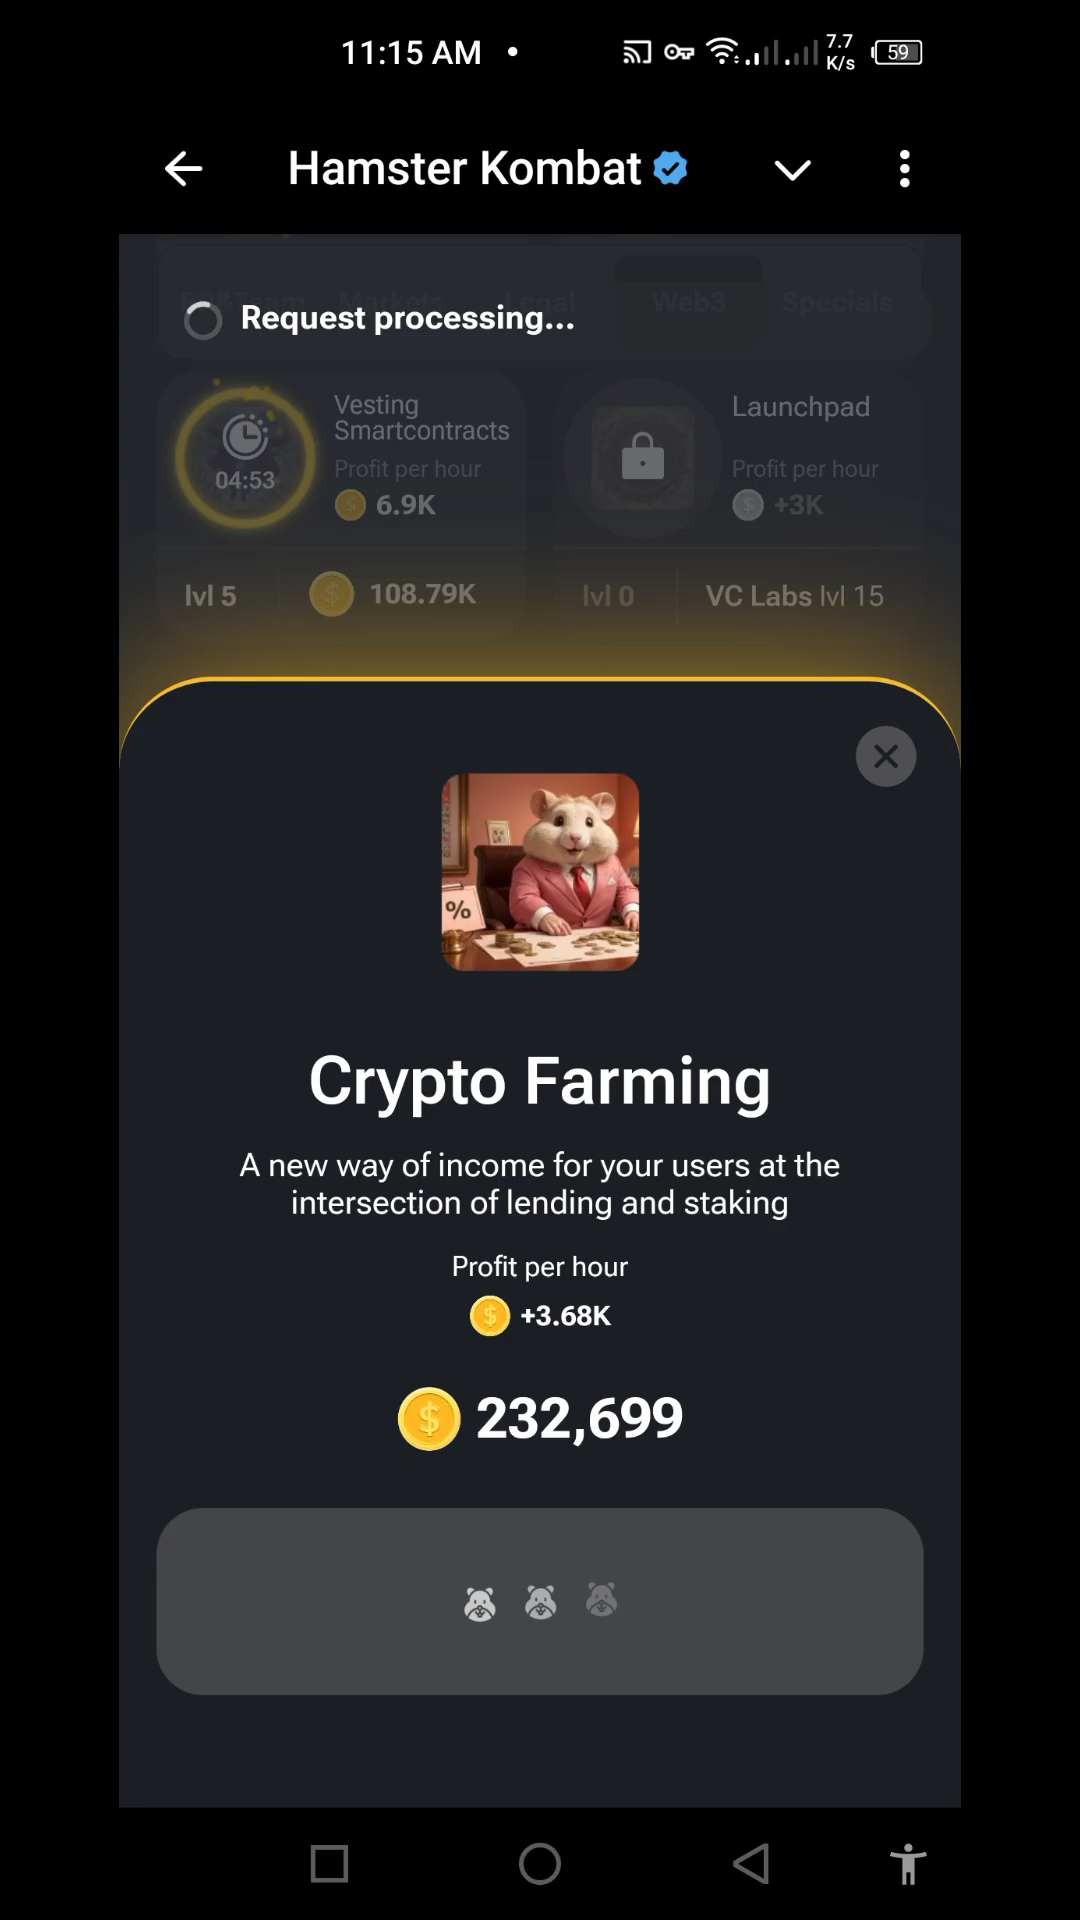 11:15 AM
7.7
K/s
59
Hamster Kombat
Markets Legal Web3 Specials
Request processing...
Vesting
Smartcontracts
Profit per hour
6.9K
04:53
lvl 5
108.79K
Launchpad
Profit per hour
+3K
lvl 0
VC Labs lvl 15
%
Crypto Farming
A new way of income for your users at the
intersection of lending and staking
Profit per hour
+3.68K
232,699